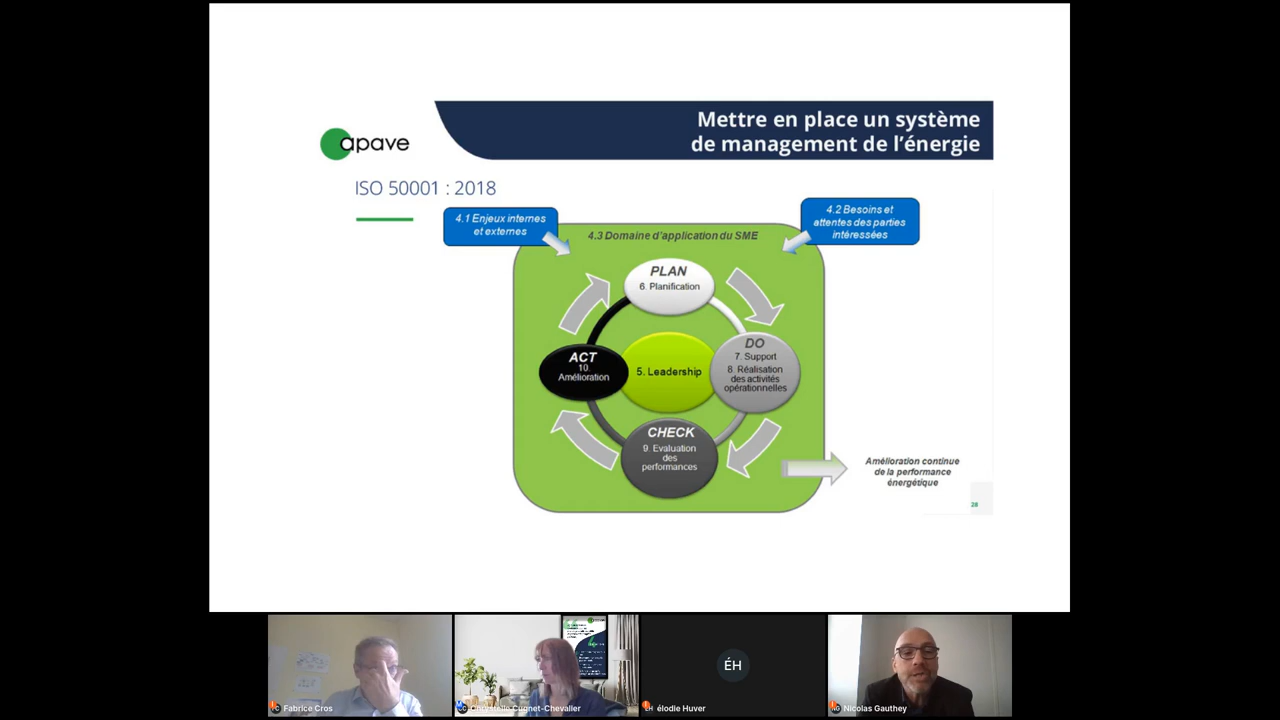 Mettre en place un système
de management de l'énergie
apave
ISO 50001 : 2018
4.1 Enjeux internes
et externes
4.2 Besoins et
attentes des parties
intéressées
4.3 Domaine d'application du SME
PLAN
6. Planification
DO
7. Support
8. Réalisation
des activités
opérationnelles
ACT
10.
Amélioration
5. Leadership
CHECK
9. Evaluation
des
performances
Amélioration continue
de la performance
énergétique
28
ÉH
Fabrice Cros
Cugnet-Chevalier
élodie Huver
Nicolas Gauthey